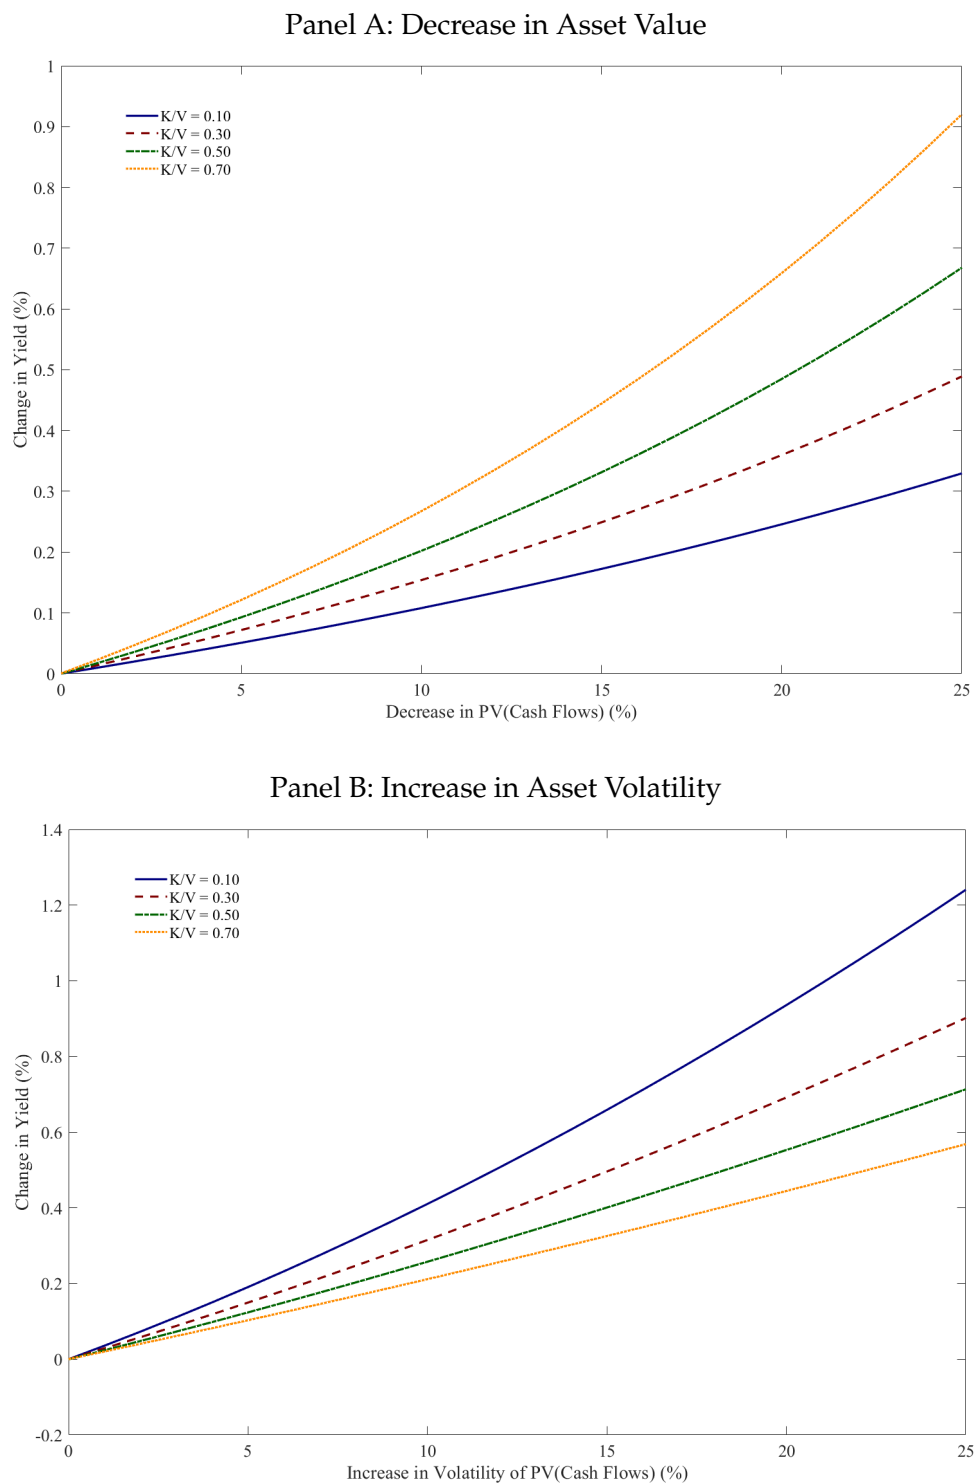 Panel A: Decrease in Asset Value
1
0.9
0.8
0.7
0.6
0.5
0.4
0.3
0.2
0.1
0
Change in Yield (%)
K/V = 0.10
K/V = 0.30
K/V = 0.50
K/V = 0.70
0 5 10 15 20 25
Decrease in PV(Cash Flows) (%)
Panel B: Increase in Asset Volatility
1.4
1.2
1
0.8
0.6
0.4
0.2
0
-0.2
Change in Yield (%)
K/V = 0.10
K/V = 0.30
K/V = 0.50
K/V = 0.70
0 5 10 15 20 25
Increase in Volatility of PV(Cash Flows) (%)